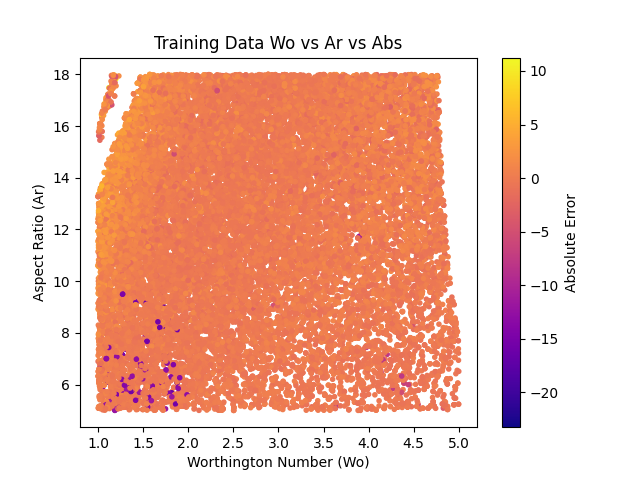 Training Data Wo vs Ar vs Abs
18
16
14
12
10
8
6
Aspect Ratio (Ar)
1.0 1.5 2.0 2.5 3.0 3.5 4.0 4.5 5.0
Worthington Number (Wo)
10
5
0
−5
−10
−15
−20
Absolute Error